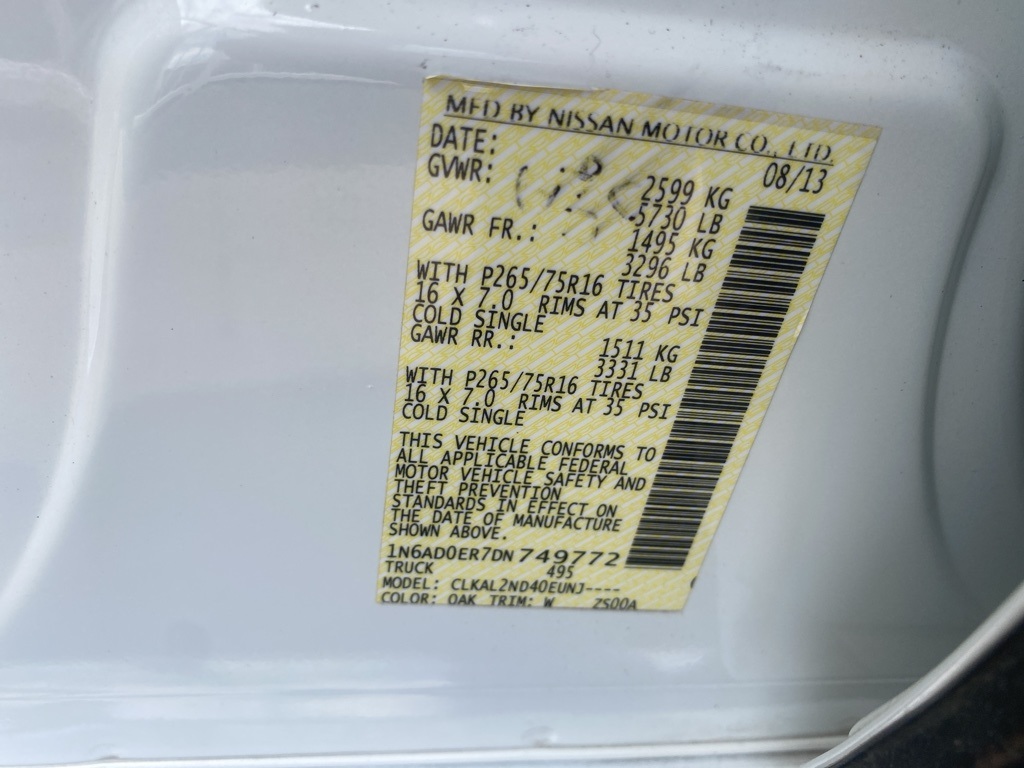 MFD BY NISSAN MOTOR CO., LTD.
DATE: 08/13
GVWR: 2599 KG
5730 LB
GAWR FR.: 1495 KG
3296 LB
WITH P265/75R16 TIRES
16 X 7.0 RIMS AT 35 PSI
COLD SINGLE
GAWR RR.: 1511 KG
3331 LB
WITH P265/75R16 TIRES
16 X 7.0 RIMS AT 35 PSI
COLD SINGLE
THIS VEHICLE CONFORMS TO
ALL APPLICABLE FEDERAL
MOTOR VEHICLE SAFETY AND
THEFT PREVENTION
STANDARDS IN EFFECT ON
THE DATE OF MANUFACTURE
SHOWN ABOVE.
1N6AD0ER7DN749772
TRUCK 495
MODEL: CLKAL2ND40EUNJ----
COLOR: QAK TRIM: W ZS00A